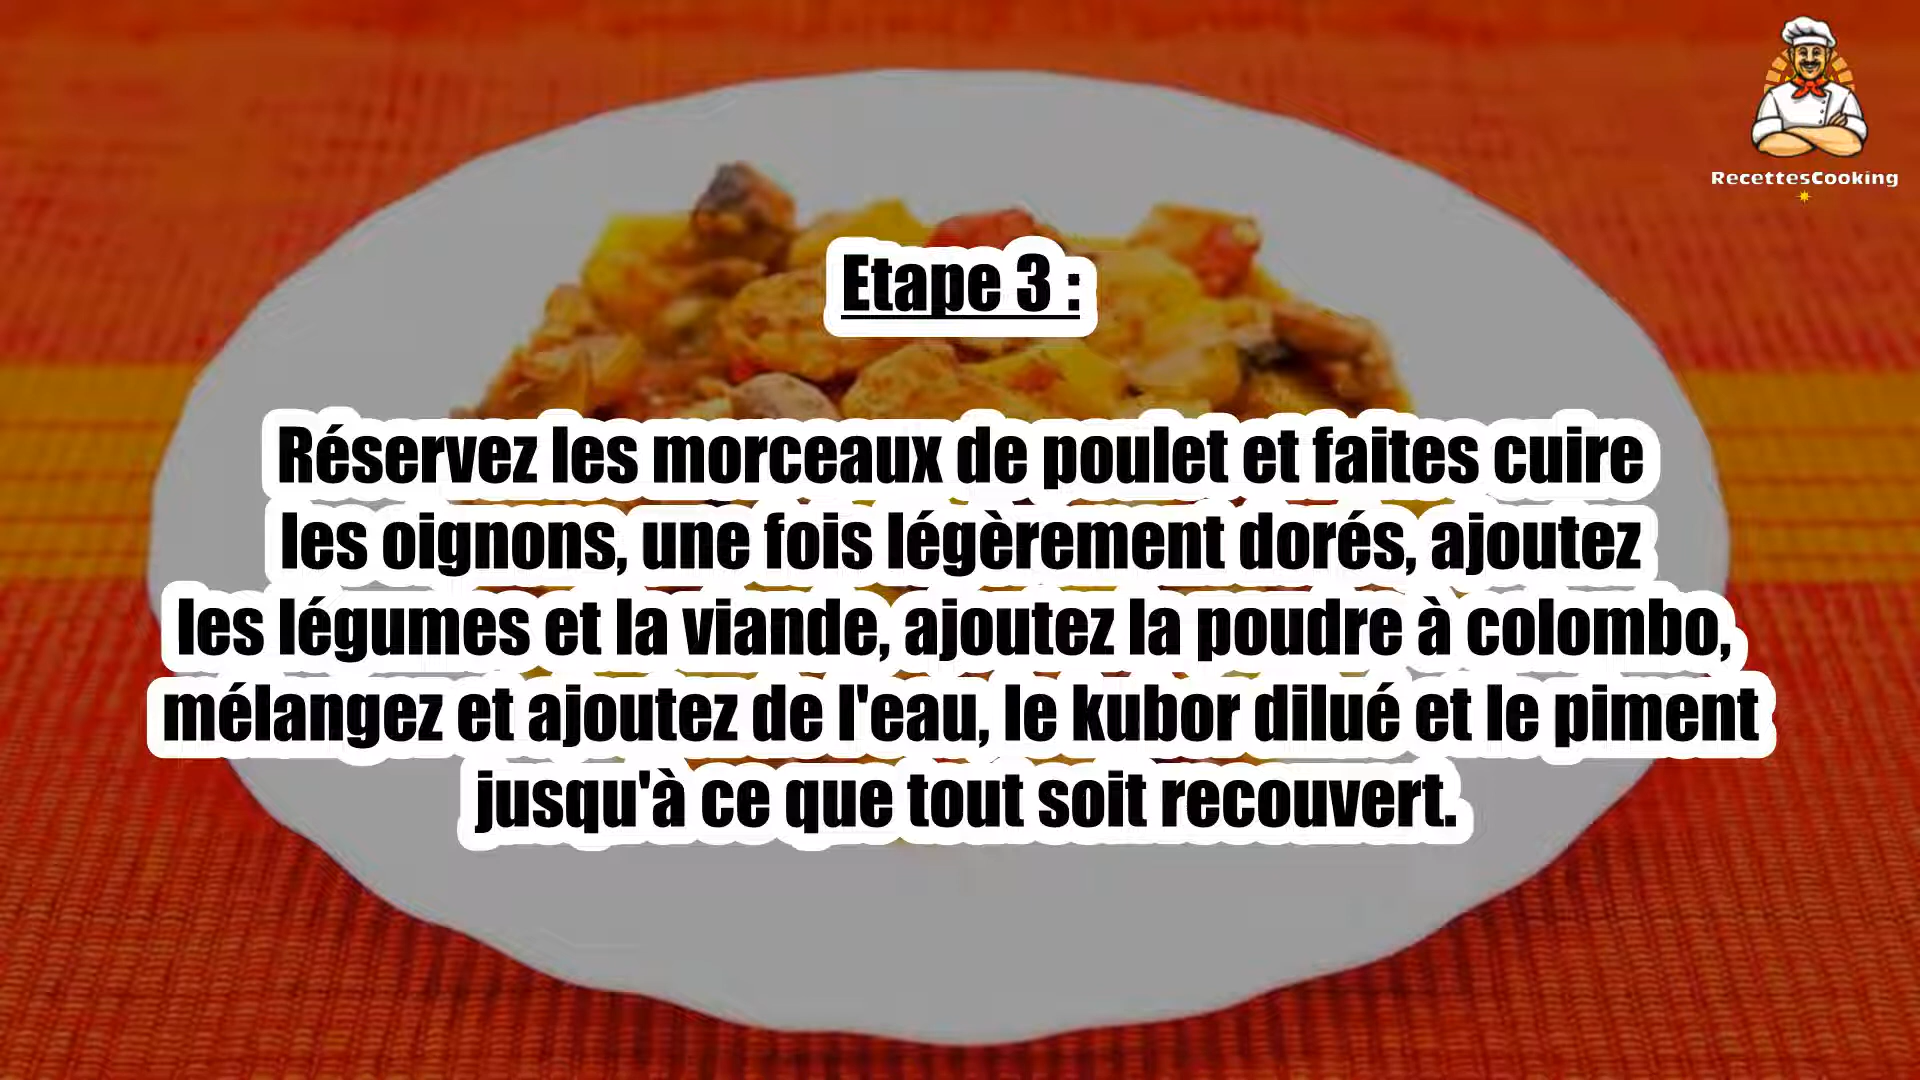 RecettesCooking
Etape 3 :
Réservez les morceaux de poulet et faites cuire
les oignons, une fois légèrement dorés, ajoutez
les légumes et la viande, ajoutez la poudre à colombo,
mélangez et ajoutez de l'eau, le kubor dilué et le piment
jusqu'à ce que tout soit recouvert.